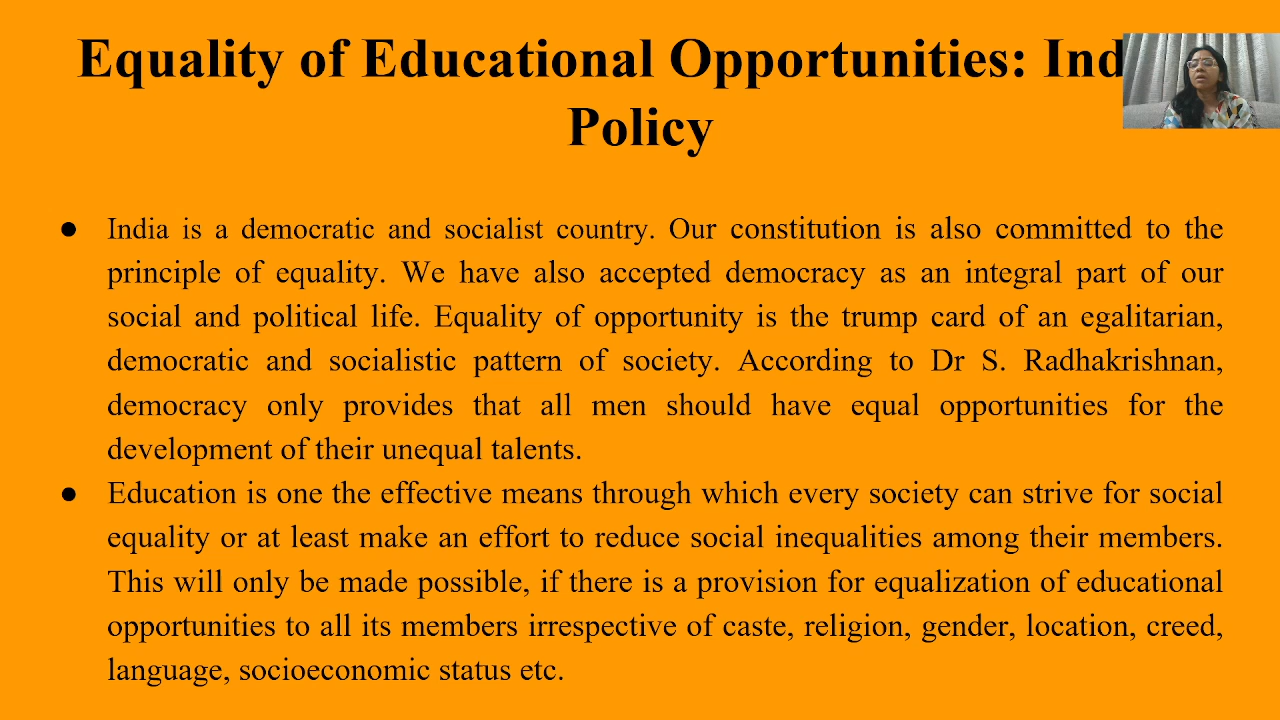 Equality of Educational Opportunities:
Policy
● India is a democratic and socialist country. Our constitution is also committed to the
principle of equality. We have also accepted democracy as an integral part of our
social and political life. Equality of opportunity is the trump card of an egalitarian,
democratic and socialistic pattern of society. According to Dr S. Radhakrishnan,
democracy only provides that all men should have equal opportunities for the
development of their unequal talents.
● Education is one the effective means through which every society can strive for social
equality or at least make an effort to reduce social inequalities among their members.
This will only be made possible, if there is a provision for equalization of educational
opportunities to all its members irrespective of caste, religion, gender, location, creed,
language, socioeconomic status etc.